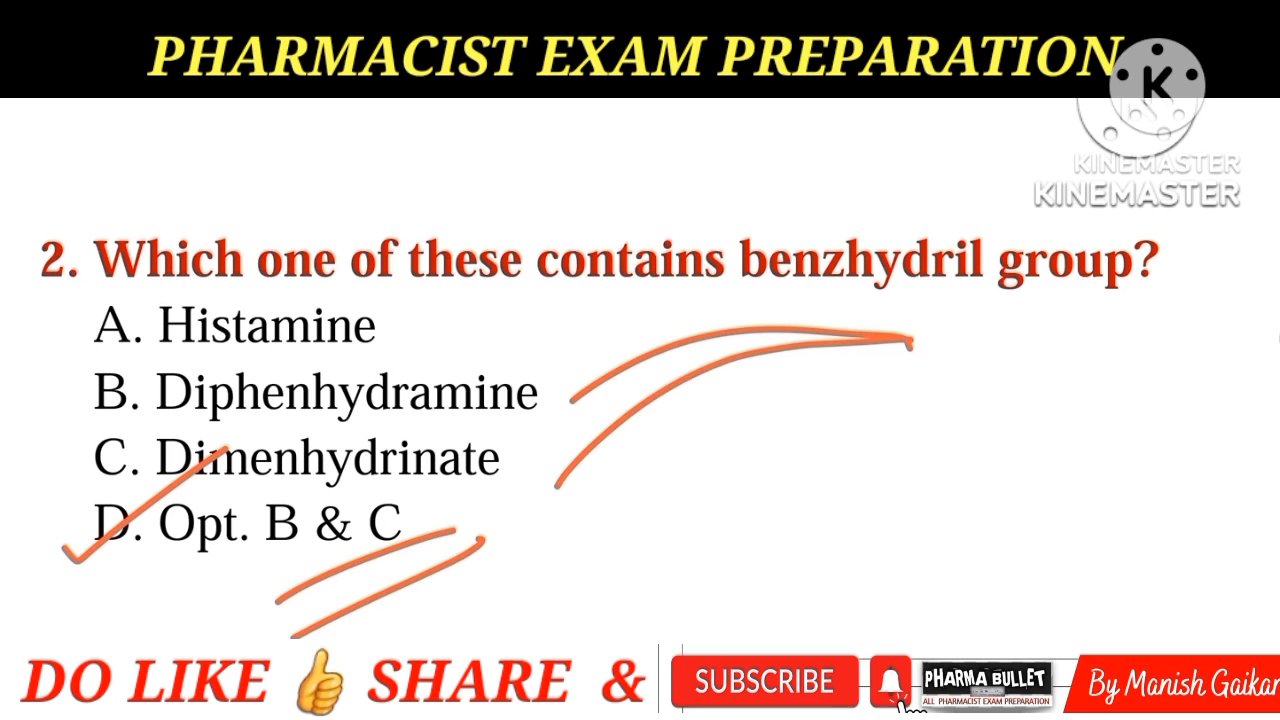 PHARMACIST EXAM PREPARATION
K
KINEMASTER
KINEMASTER
2. Which one of these contains benzhydril group?
A. Histamine
B. Diphenhydramine
C. Dimenhydrinate
D. Opt. B & C
DO LIKE SHARE & SUBSCRIBE
PHARMA BULLET
ALL PHARMACIST EXAM PREPARATION
By Manish Gaikar